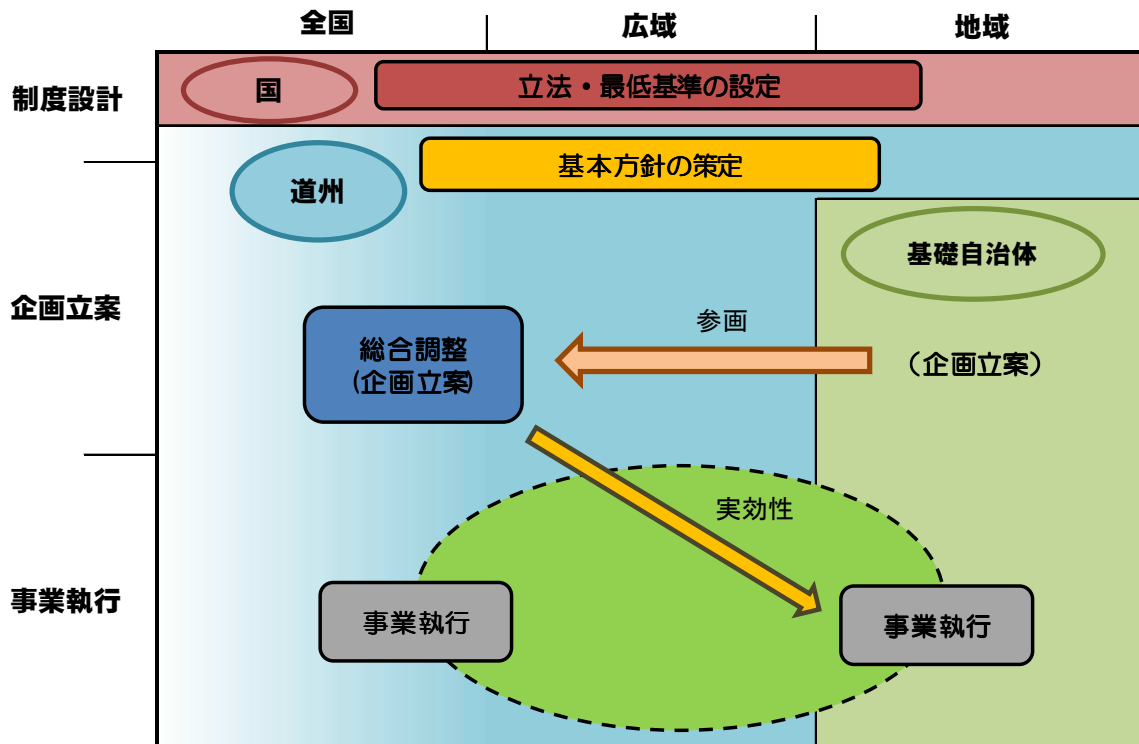 全国
広域
地域
制度設計
国
立法・最低基準の設定
基本方針の策定
道州
基礎自治体
企画立案
参画
総合調整
(企画立案)
（企画立案）
実効性
事業執行
事業執行
事業執行